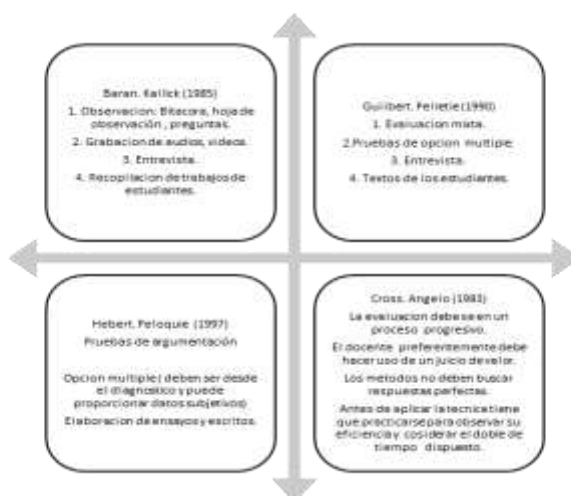 Baran. Kallick (1985)
1. Observacion: Bitacora, hoja de
observación , preguntas.
2. Grabacion de audios, videos.
3. Entrevista.
4. Recopilacion de trabajos de
estudiantes.
Guilbert. Pelletie (1990)
1. Evaluacion mixta.
2.Pruebas de opcion multiple.
3. Entrevista.
4. Textos de los estudiantes.
Hebert. Peloquie (1997)
Pruebas de argumentación
Opcion multiple ( deben ser desde
el diagnostico y puede
proporcionar datos subjetivos)
Elaboracion de ensayos y escritos.
Cross. Angelo (1983)
La evaluacion debe se en un
proceso progresivo.
El docente preferentemente debe
hacer uso de un juicio de valor.
Los metodos no deben buscar
respuestas perfectas.
Antes de aplicar la tecnica tiene
que practicarse para observar su
eficiencia y cosiderar el doble de
tiempo dispuesto.